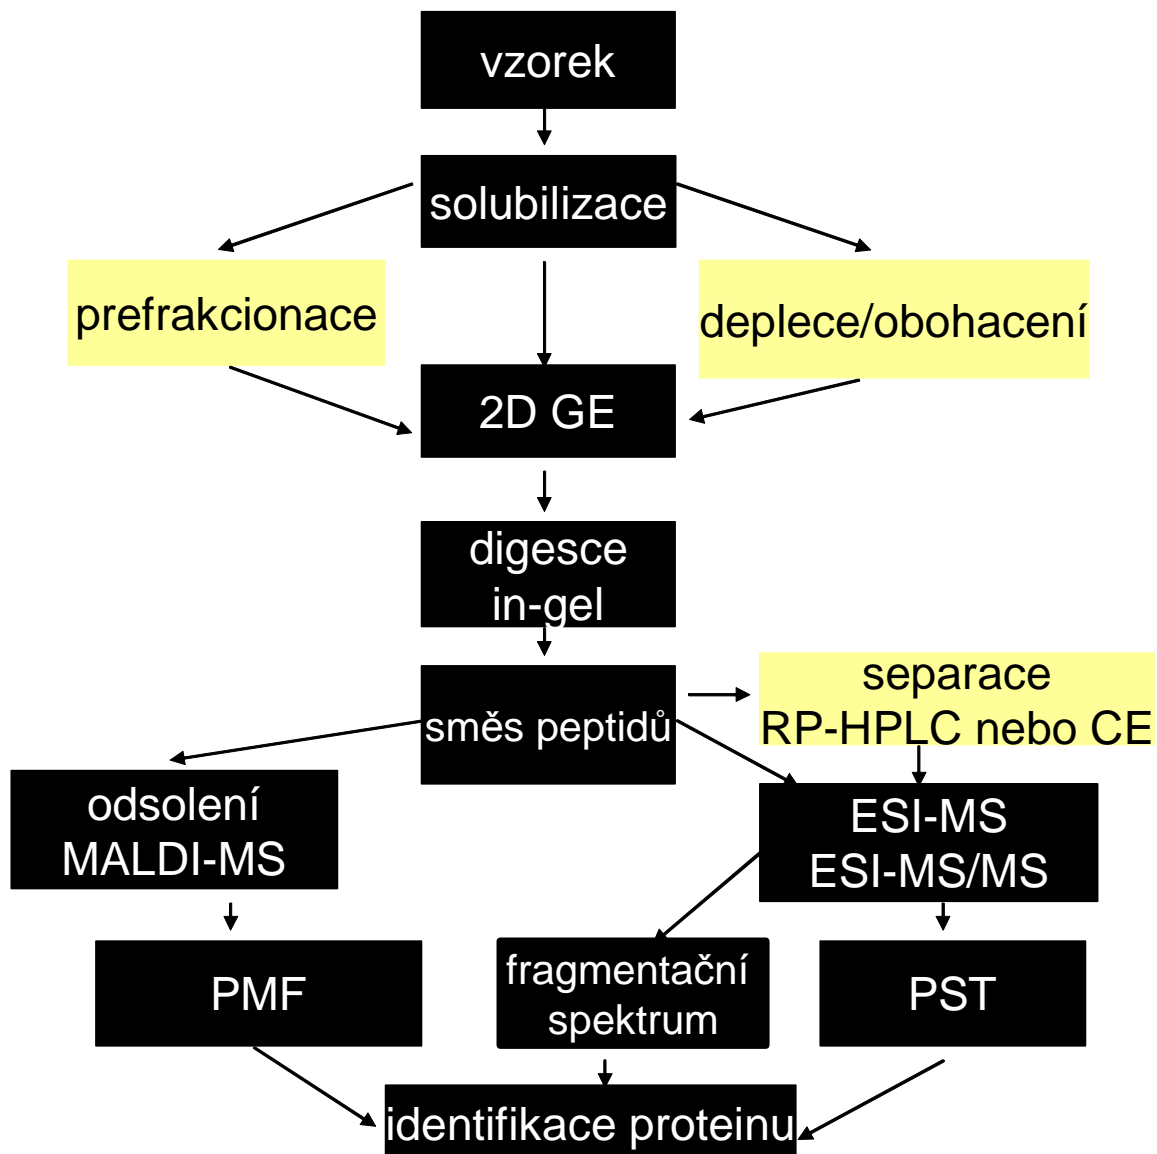 vzorek
solubilizace
prefrakcionace
deplece/obohacení
2D GE
digesce
in-gel
směs peptidů
separace
RP-HPLC nebo CE
odsolení
MALDI-MS
ESI-MS
ESI-MS/MS
PMF
fragmentační
spektrum
PST
identifikace proteinu